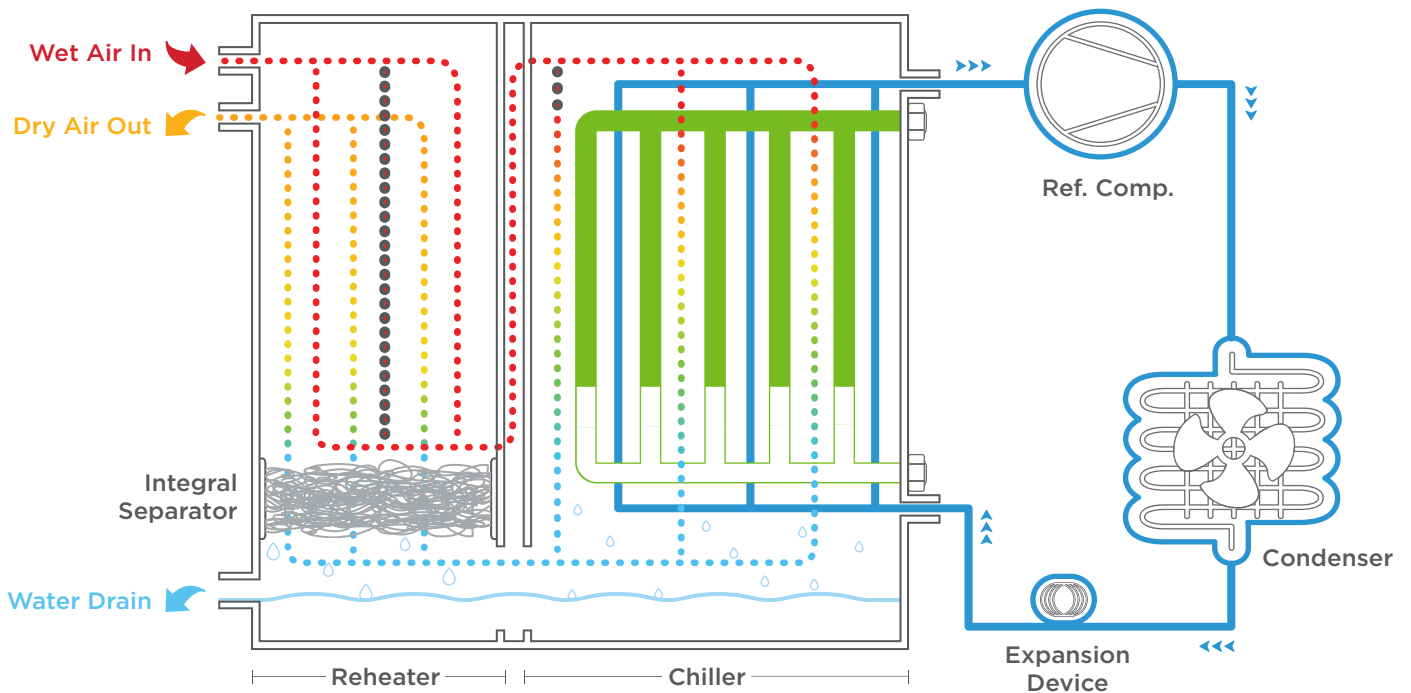 Wet Air In
Dry Air Out
Ref. Comp.
Integral
Separator
Condenser
Water Drain
Expansion
Device
Reheater
Chiller